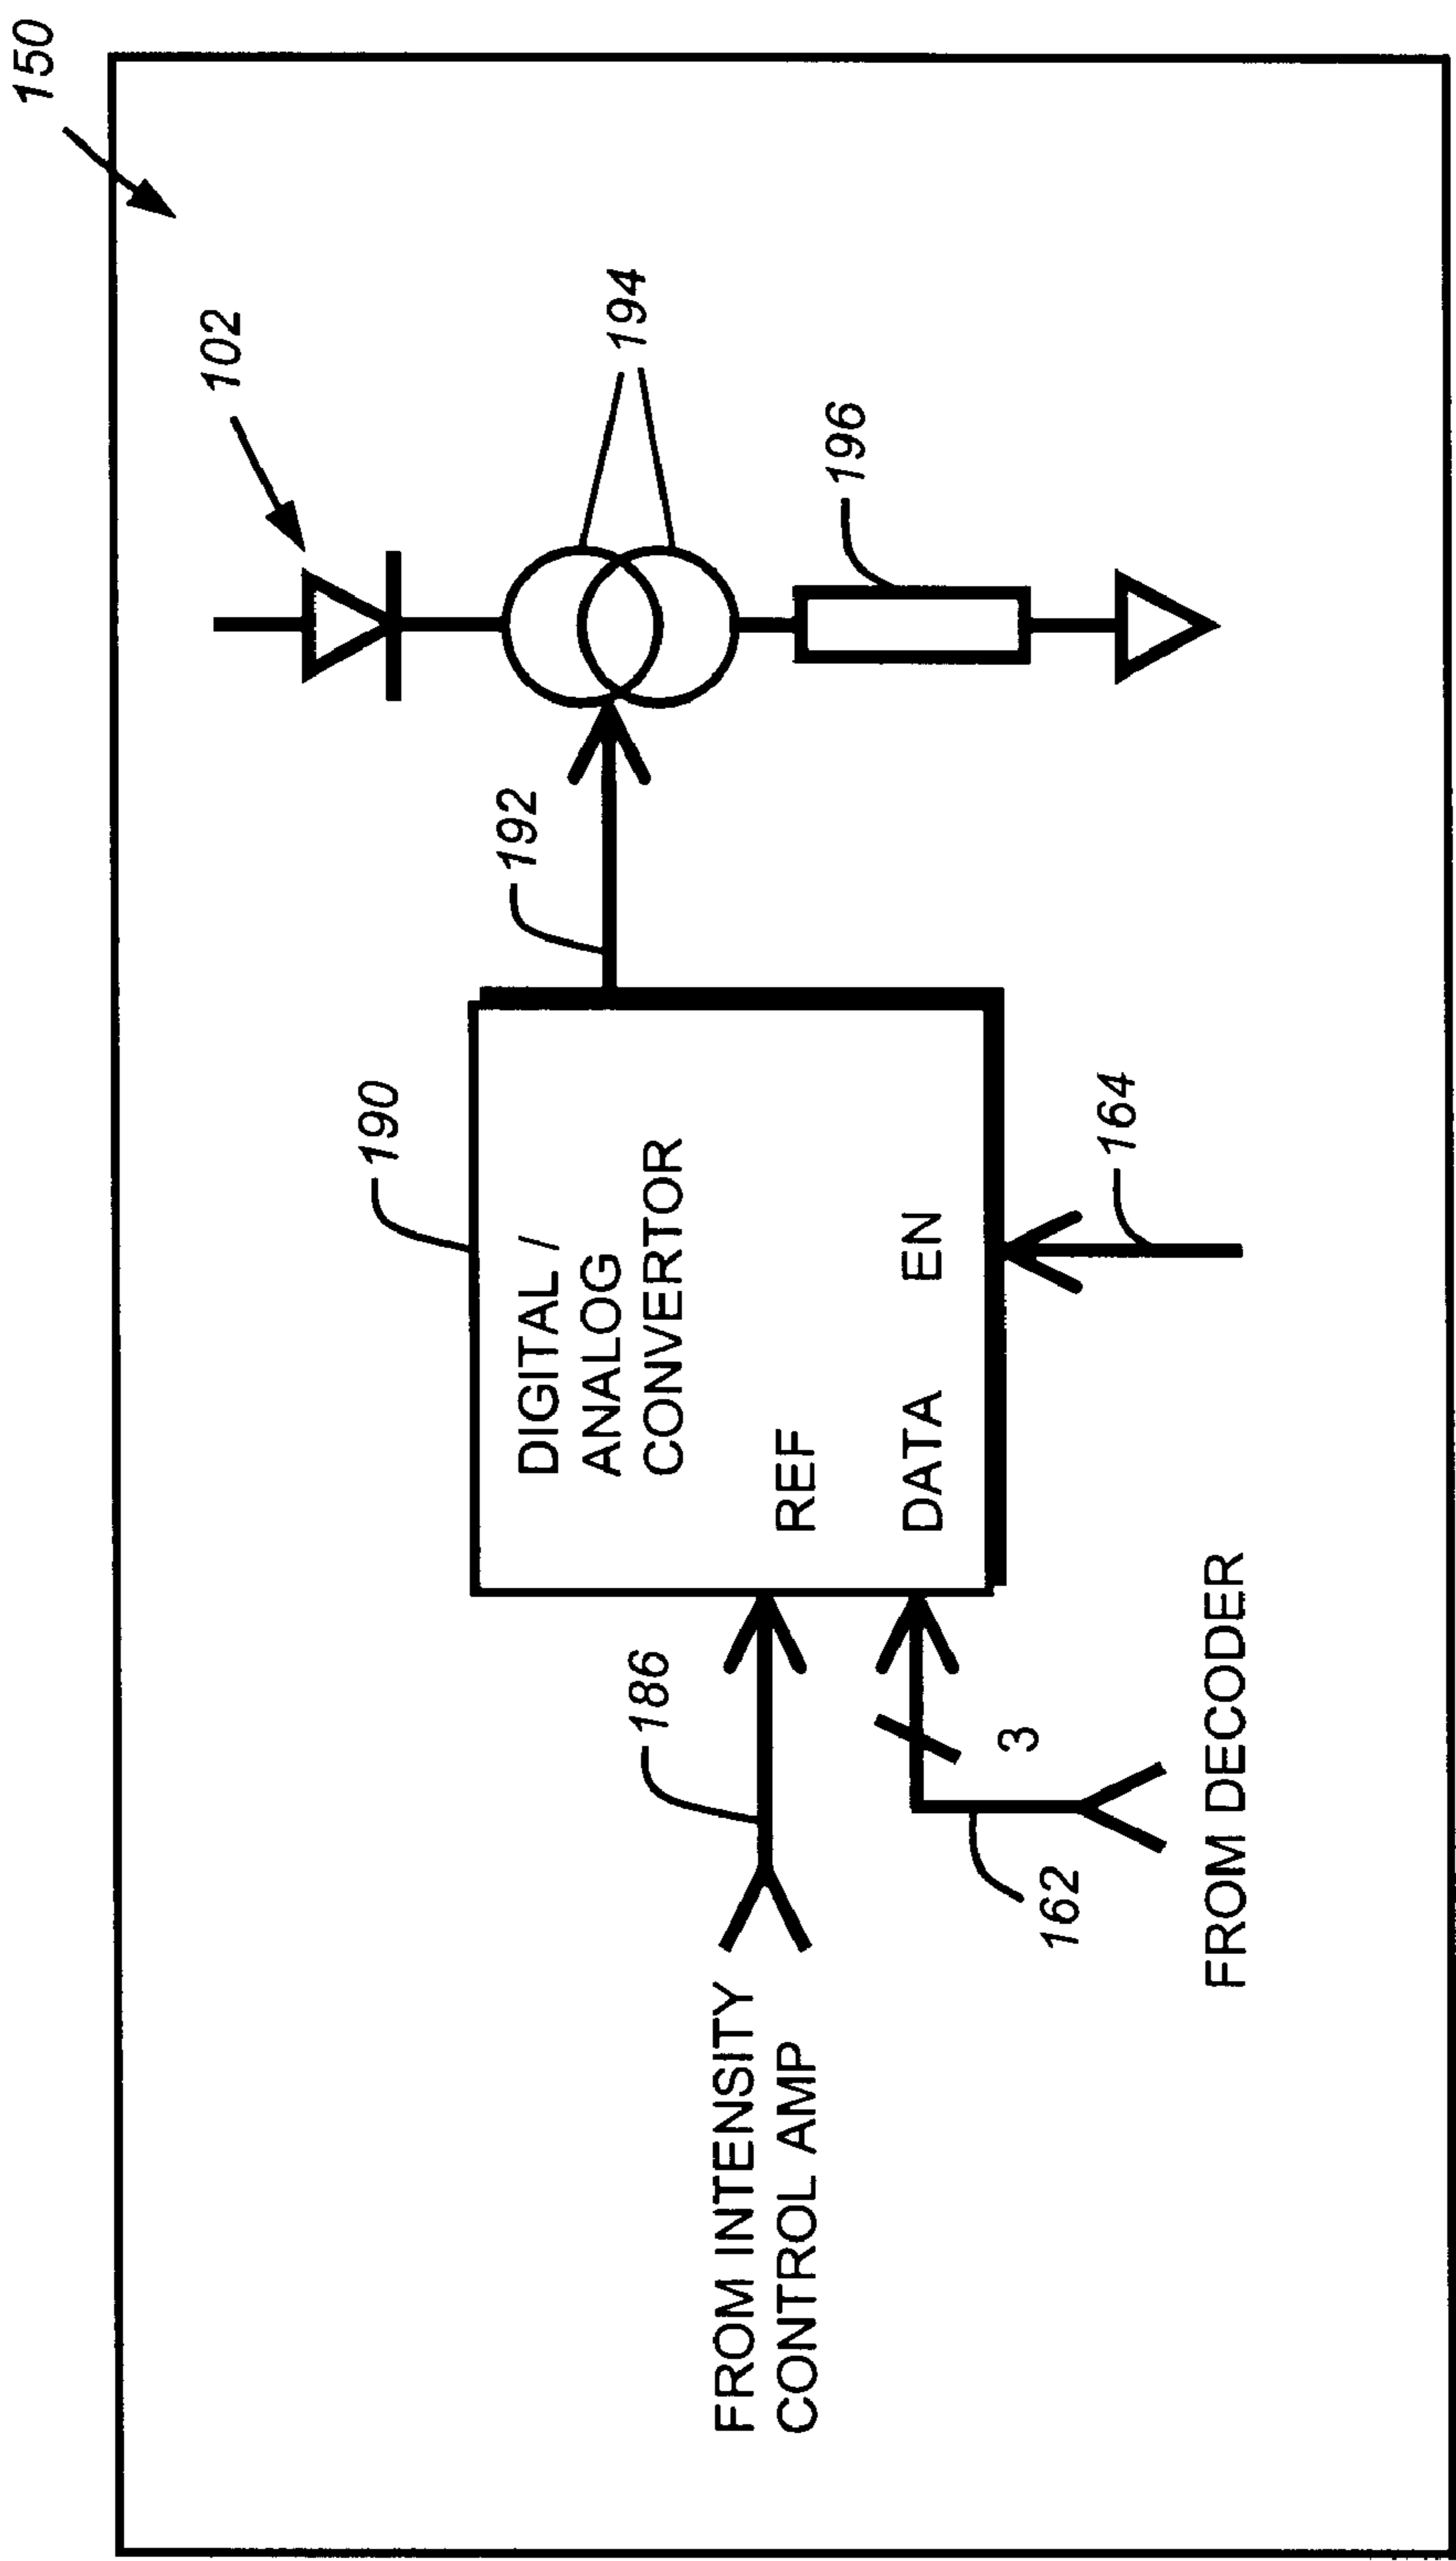 150
102
194
196
192
190
DIGITAL /
ANALOG
CONVERTOR
REF
DATA EN
164
186
3
162
FROM INTENSITY
CONTROL AMP
FROM DECODER